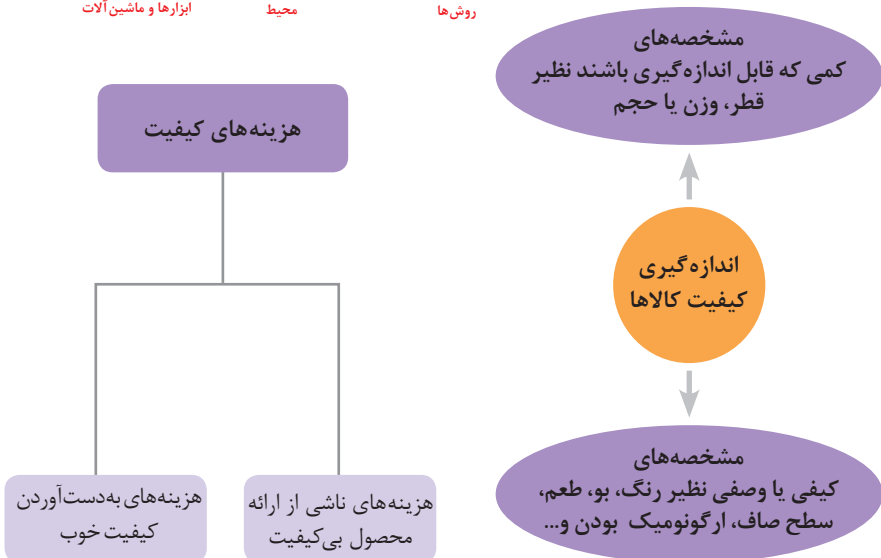 روش‌ها
محیط
ابزارها و ماشین‌آلات
مشخصه‌های
کمی که قابل اندازه‌گیری باشند نظیر
قطر، وزن یا حجم
اندازه‌گیری
کیفیت کالاها
مشخصه‌های
کیفی یا وصفی نظیر رنگ، بو، طعم،
سطح صاف، ارگونومیک بودن و...
هزینه‌های کیفیت
هزینه‌های ناشی از ارائه
محصول بی‌کیفیت
هزینه‌های به‌دست‌آوردن
کیفیت خوب